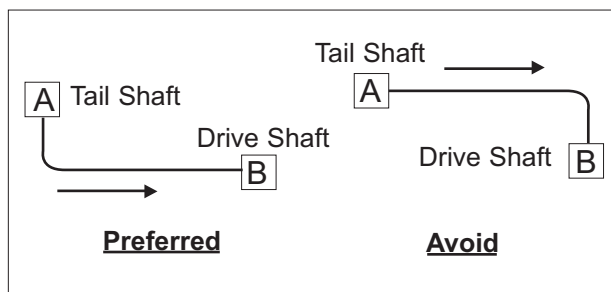 A Tail Shaft
Drive Shaft
B
Preferred
Tail Shaft
A
Drive Shaft B
Avoid